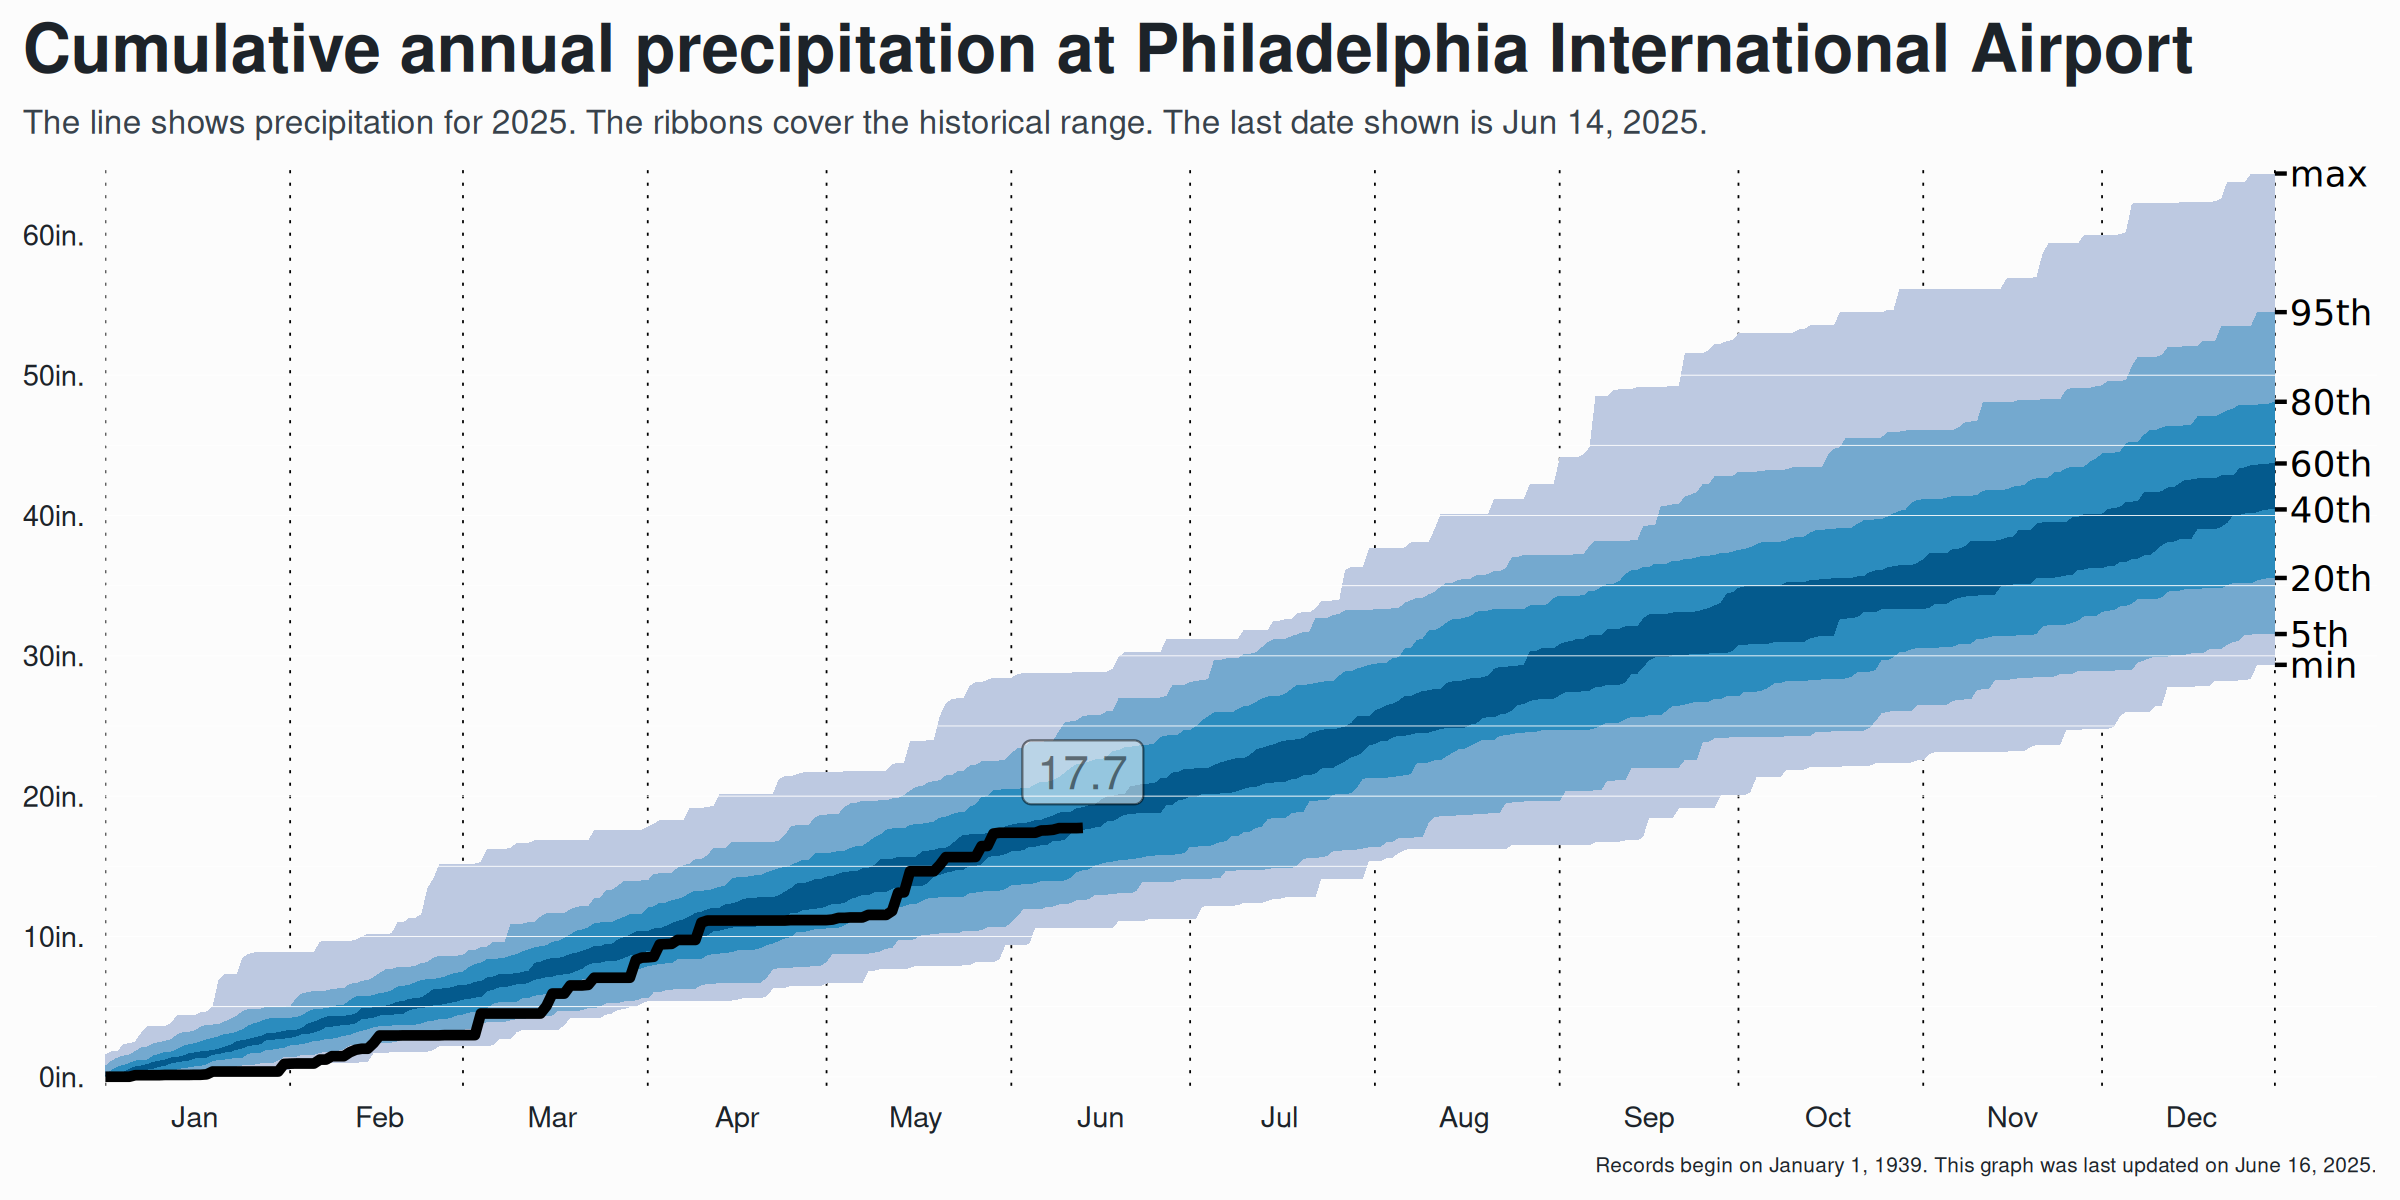 Cumulative annual precipitation at Philadelphia International Airport
The line shows precipitation for 2025. The ribbons cover the historical range. The last date shown is Jun 14, 2025.
max
60in.
95th
50in.
80th
60th
40in.
40th
20th
5th
30in.
min
17.7
20in.
10in.
0in.
Jan Feb Mar Apr May Jun Jul Aug Sep Oct Nov Dec
Records begin on January 1, 1939. This graph was last updated on June 16, 2025.